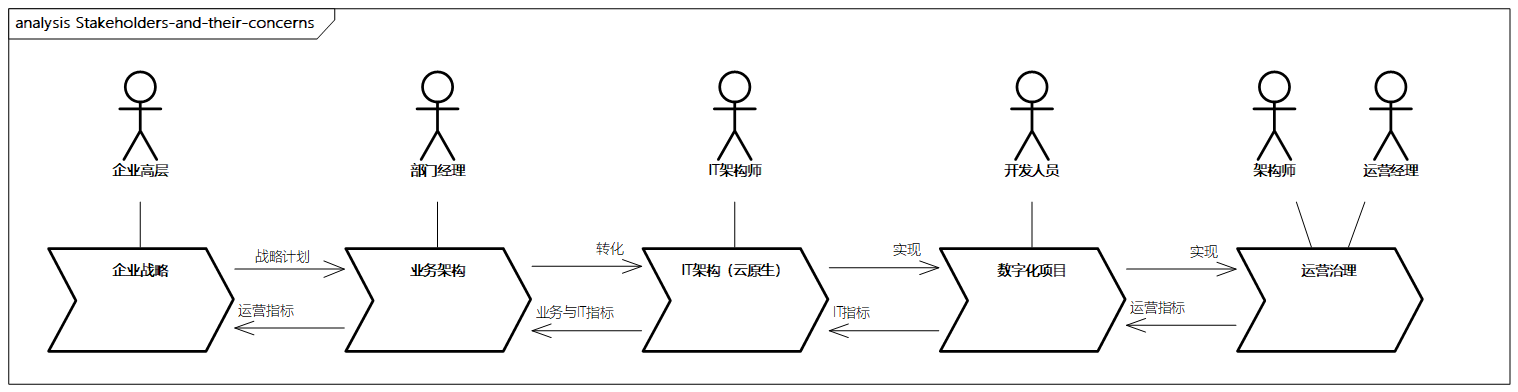 analysis Stakeholders-and-their-concerns
企业高层
部门经理
IT架构师
开发人员
架构师
运营经理
企业战略
战略计划
运营指标
业务架构
转化
业务与IT指标
IT架构（云原生）
实现
IT指标
数字化项目
实现
运营指标
运营治理